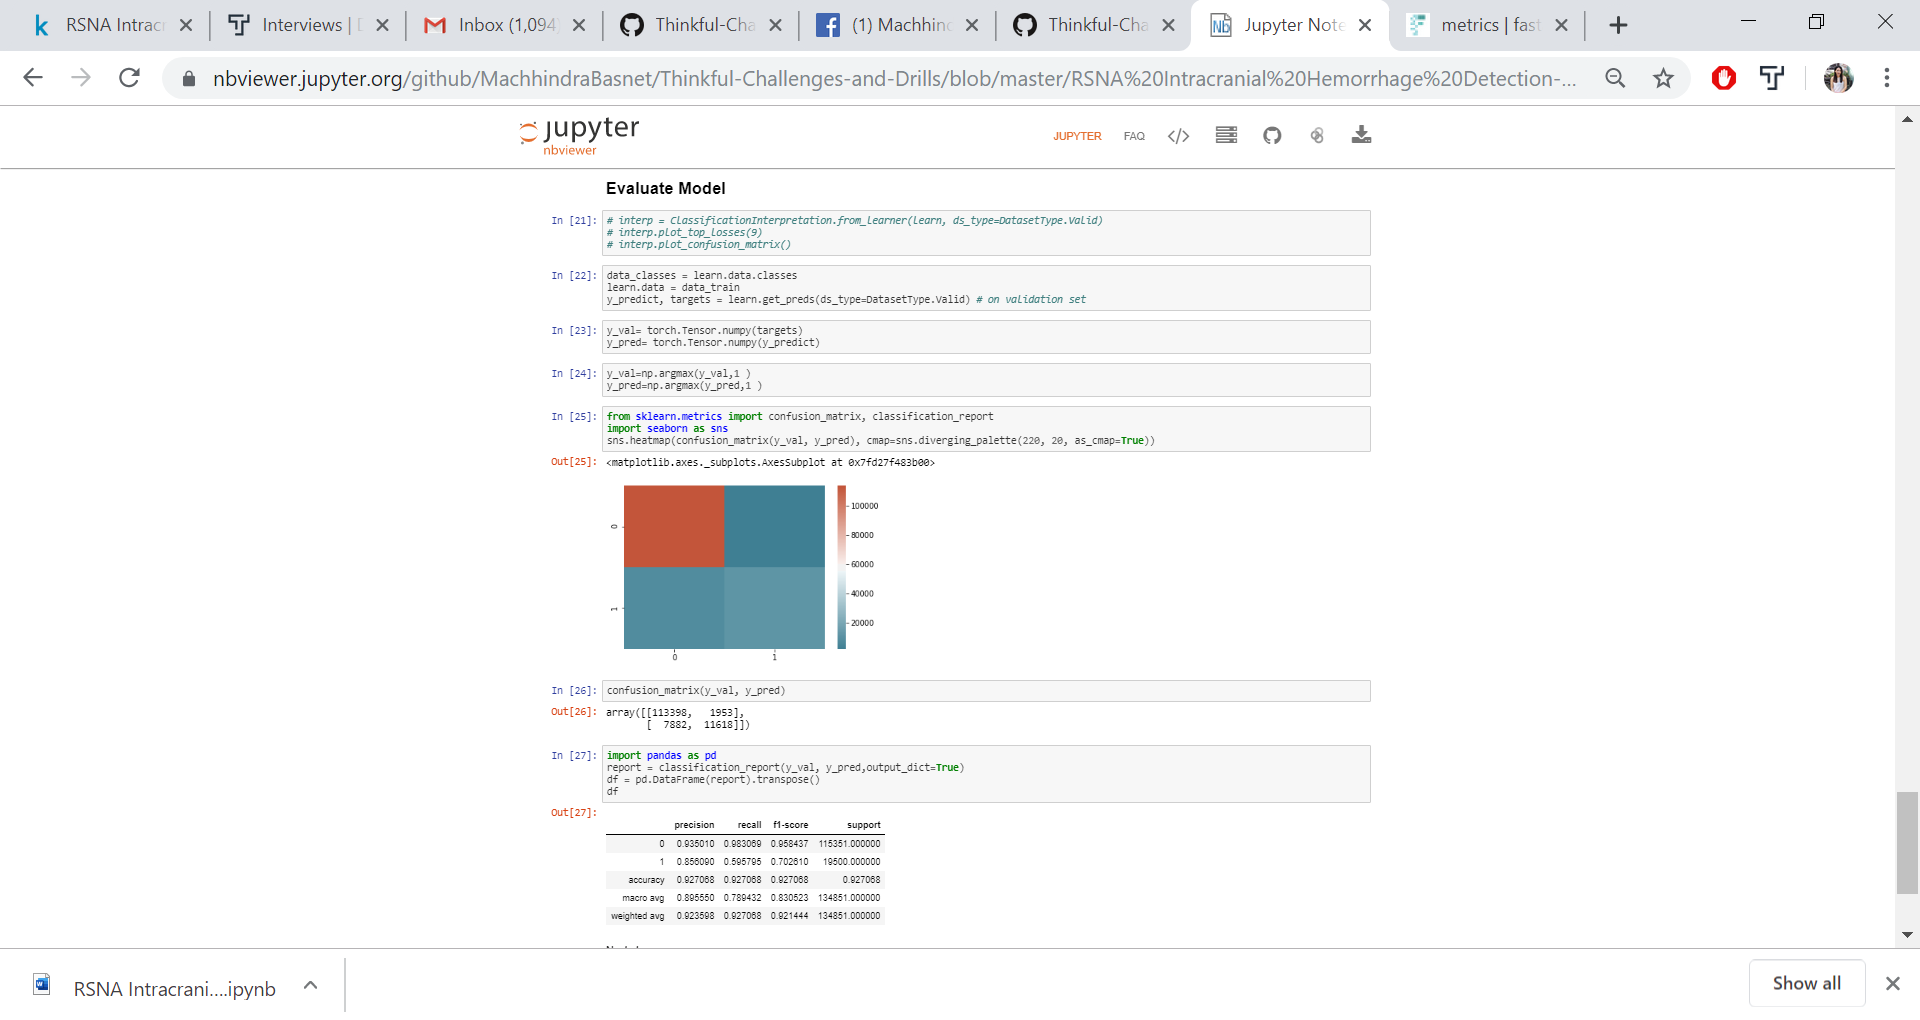 RSNA Intracr
Interviews | D
Inbox (1,094
Thinkful-Cha
(1) Machhind
Thinkful-Cha
Jupyter Note
metrics | fast
nbviewer.jupyter.org/github/MachhindraBasnet/Thinkful-Challenges-and-Drills/blob/master/RSNA%20Intracranial%20Hemorrhage%20Detection-...
jupyter
nbviewer
JUPYTER FAQ
Evaluate Model
In [21]: # interp = ClassificationInterpretation.from_learner(learn, ds_type=DatasetType.Valid)
# interp.plot_top_losses(9)
# interp.plot_confusion_matrix()
In [22]: data_classes = learn.data.classes
learn.data = data_train
y_predict, targets = learn.get_preds(ds_type=DatasetType.Valid) # on validation set
In [23]: y_val= torch.Tensor.numpy(targets)
y_pred= torch.Tensor.numpy(y_predict)
In [24]: y_val=np.argmax(y_val,1 )
y_pred=np.argmax(y_pred,1 )
In [25]: from sklearn.metrics import confusion_matrix, classification_report
import seaborn as sns
sns.heatmap(confusion_matrix(y_val, y_pred), cmap=sns.diverging_palette(220, 20, as_cmap=True))
Out[25]: <matplotlib.axes._subplots.AxesSubplot at 0x7fd27f483b00>
100000
0
80000
60000
40000
1
20000
0 1
In [26]: confusion_matrix(y_val, y_pred)
Out[26]: array([[113398, 1953],
[ 7882, 11618]])
In [27]: import pandas as pd
report = classification_report(y_val, y_pred,output_dict=True)
df = pd.DataFrame(report).transpose()
df
Out[27]:
precision recall f1-score support
0 0.935010 0.983069 0.958437 115351.000000
1 0.856090 0.595795 0.702610 19500.000000
accuracy 0.927068 0.927068 0.927068 0.927068
macro avg 0.895550 0.789432 0.830523 134851.000000
weighted avg 0.923598 0.927068 0.921444 134851.000000
RSNA Intracrani....ipynb
Show all